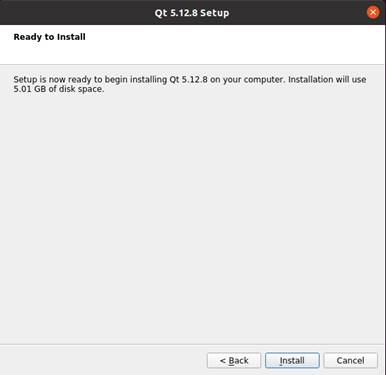 Qt 5.12.8 Setup
Ready to Install
Setup is now ready to begin installing Qt 5.12.8 on your computer. Installation will use
5.01 GB of disk space.
< Back
Install
Cancel